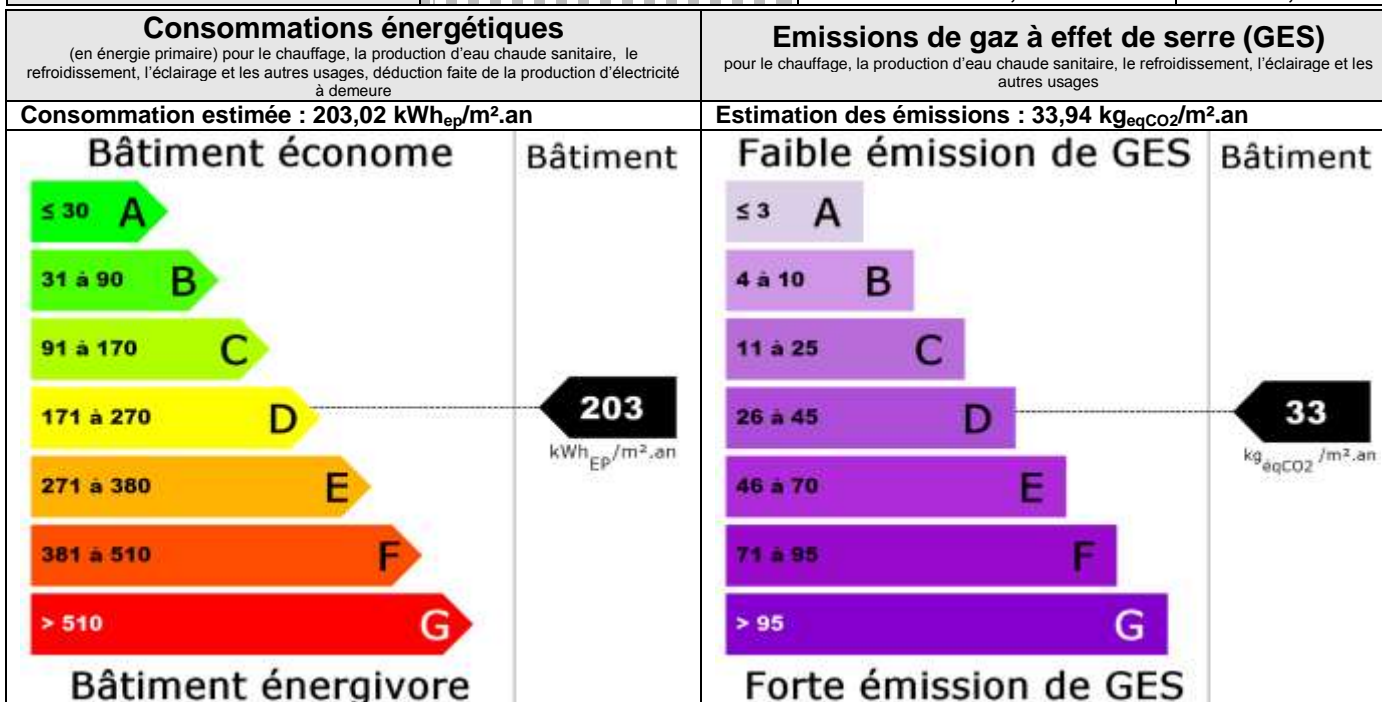 Consommations énergétiques
(en énergie primaire) pour le chauffage, la production d'eau chaude sanitaire, le
refroidissement, l'éclairage et les autres usages, déduction faite de la production d'électricité
à demeure
Consommation estimée : 203,02 kWhep/m².an
Bâtiment économe
Bâtiment
≤ 30 A
31 à 90 B
91 à 170 C
171 à 270 D
203
kWhEP/m².an
271 à 380 E
381 à 510 F
> 510 G
Bâtiment énergivore
Emissions de gaz à effet de serre (GES)
pour le chauffage, la production d'eau chaude sanitaire, le refroidissement, l'éclairage et les
autres usages
Estimation des émissions : 33,94 kgeqCO2/m².an
Faible émission de GES
Bâtiment
≤ 3 A
4 à 10 B
11 à 25 C
26 à 45 D
33
kgéqCO2/m².an
46 à 70 E
71 à 95 F
> 95 G
Forte émission de GES